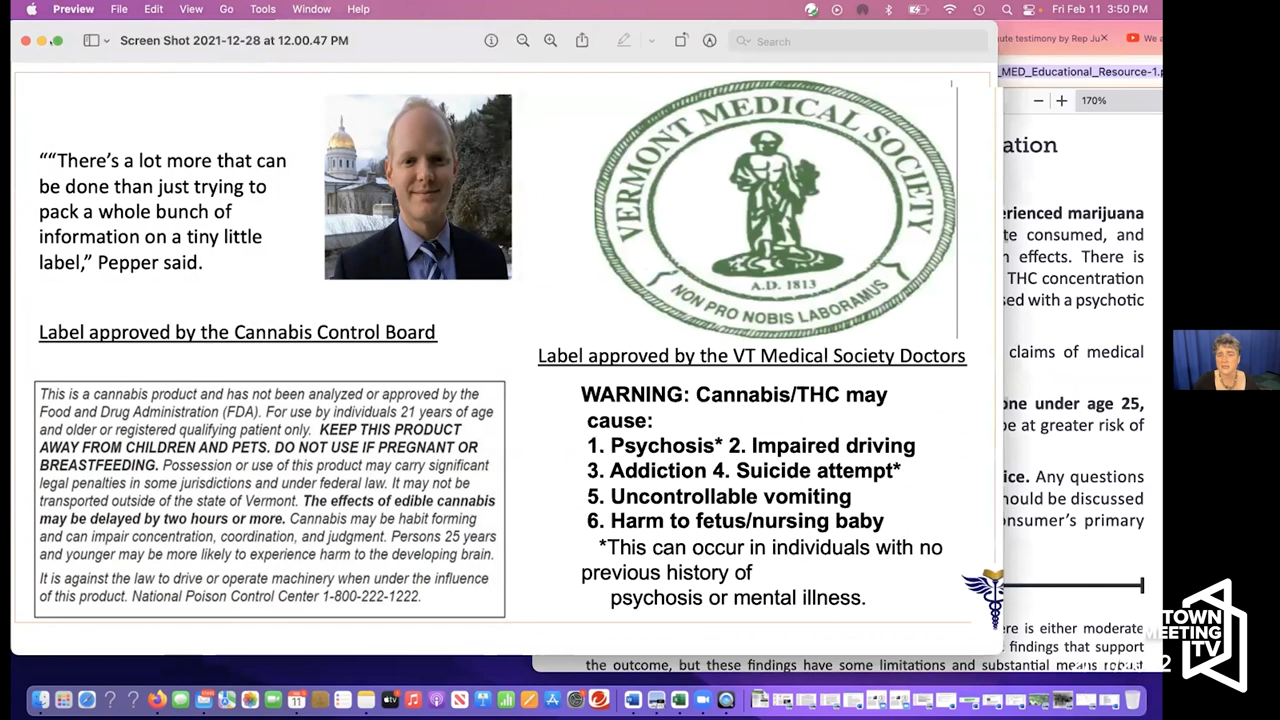 Preview File Edit View Go Tools Window Help
Fri Feb 11 3:50 PM
Screen Shot 2021-12-28 at 12.00.47 PM
Search
nute testimony by Rep Ju
We a
_MED_Educational_Resource-1.p
170%
““There’s a lot more that can
be done than just trying to
pack a whole bunch of
information on a tiny little
label,” Pepper said.
VERMONT MEDICAL SOCIETY
A.D. 1813
NON PRO NOBIS LABORAMUS
Label approved by the Cannabis Control Board
Label approved by the VT Medical Society Doctors
This is a cannabis product and has not been analyzed or approved by the
Food and Drug Administration (FDA). For use by individuals 21 years of age
and older or registered qualifying patient only. KEEP THIS PRODUCT
AWAY FROM CHILDREN AND PETS. DO NOT USE IF PREGNANT OR
BREASTFEEDING. Possession or use of this product may carry significant
legal penalties in some jurisdictions and under federal law. It may not be
transported outside of the state of Vermont. The effects of edible cannabis
may be delayed by two hours or more. Cannabis may be habit forming
and can impair concentration, coordination, and judgment. Persons 25 years
and younger may be more likely to experience harm to the developing brain.
It is against the law to drive or operate machinery when under the influence
of this product. National Poison Control Center 1-800-222-1222.
WARNING: Cannabis/THC may
cause:
1. Psychosis* 2. Impaired driving
3. Addiction 4. Suicide attempt*
5. Uncontrollable vomiting
6. Harm to fetus/nursing baby
*This can occur in individuals with no
previous history of
psychosis or mental illness.
ation
erienced marijuana
te consumed, and
n effects. There is
THC concentration
sed with a psychotic
claims of medical
one under age 25,
be at greater risk of
ice. Any questions
hould be discussed
onsumer’s primary
ere is either moderate
findings that support
the outcome, but these findings have some limitations and substantial means robust
TOWN
MEETING
TV